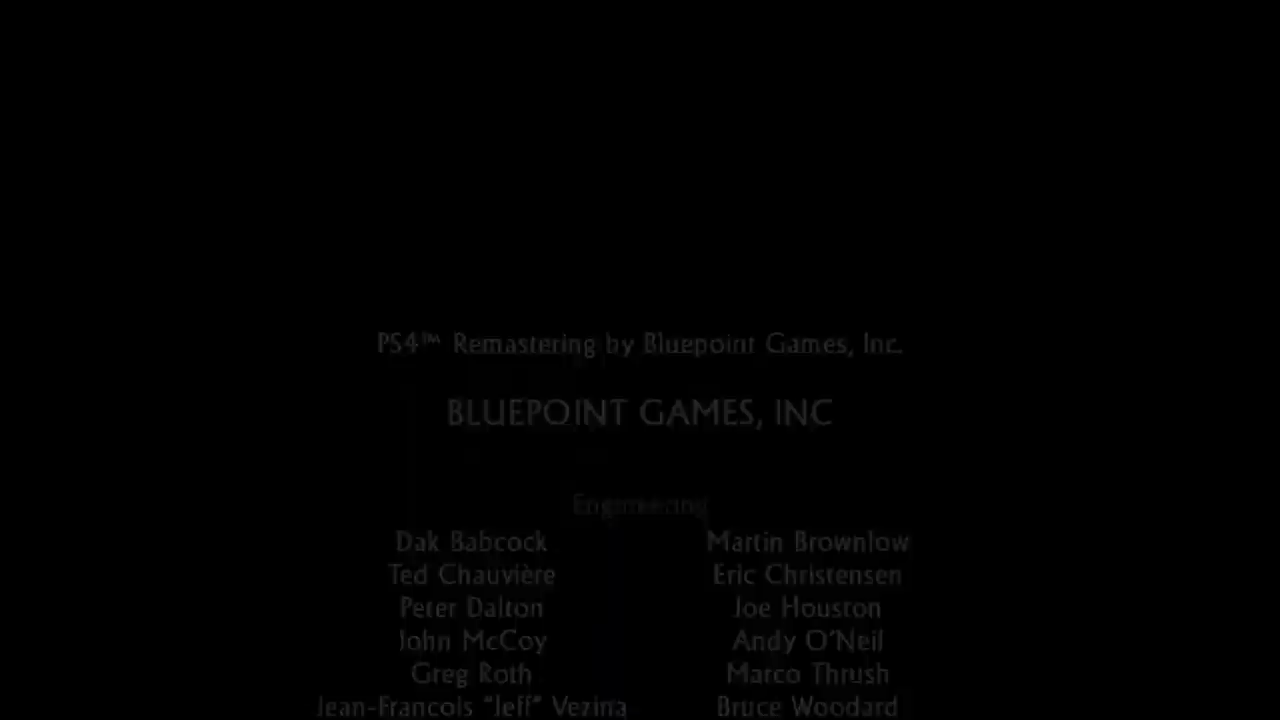 PS4™ Remastering by Bluepoint Games, Inc.
BLUEPOINT GAMES, INC
Engineering
Dak Babcock Martin Brownlow
Ted Chauvière Eric Christensen
Peter Dalton Joe Houston
John McCoy Andy O'Neil
Greg Roth Marco Thrush
Jean-Francois "Jeff" Vezina Bruce Woodard